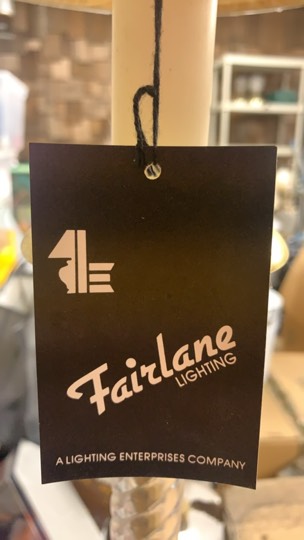 Fairlane
LIGHTING
A LIGHTING ENTERPRISES COMPANY